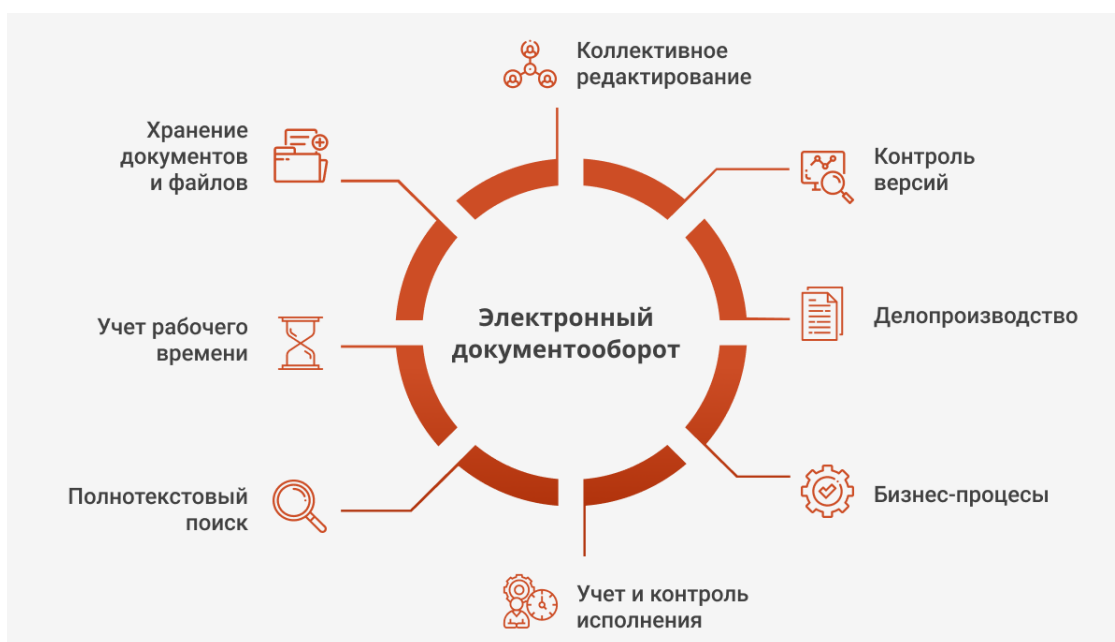 Коллективное
редактирование
Хранение
документов
и файлов
Контроль
версий
Учет рабочего
времени
Электронный
документооборот
Делопроизводство
Полнотекстовый
поиск
Бизнес-процесы
Учет и контроль
исполнения